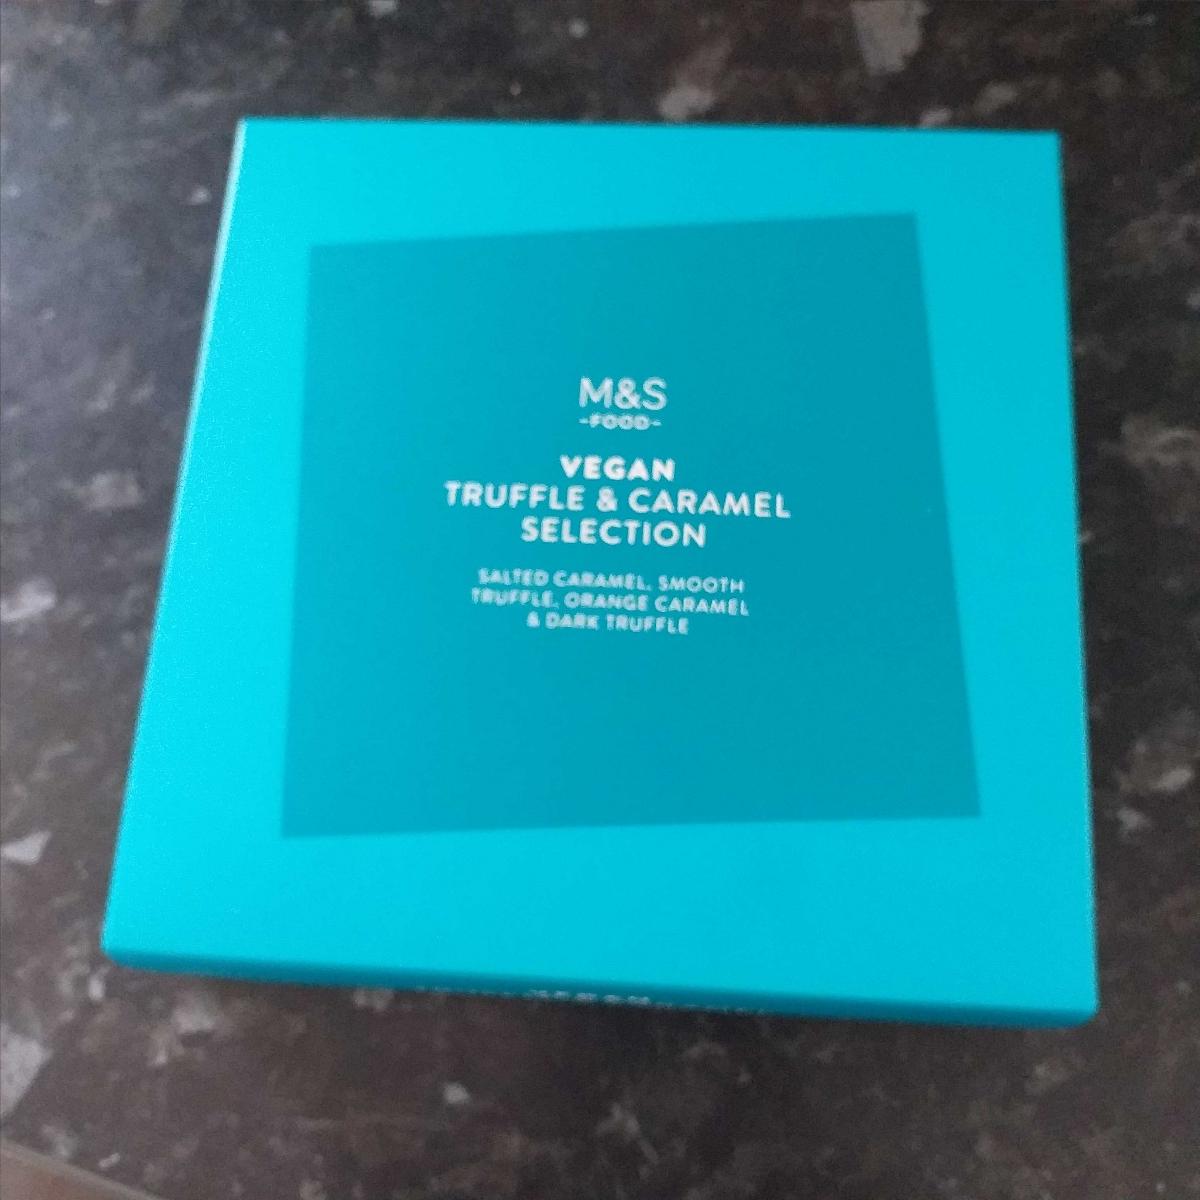 M&S
-FOOD-
VEGAN
TRUFFLE & CARAMEL
SELECTION
SALTED CARAMEL, SMOOTH
TRUFFLE, ORANGE CARAMEL
& DARK TRUFFLE